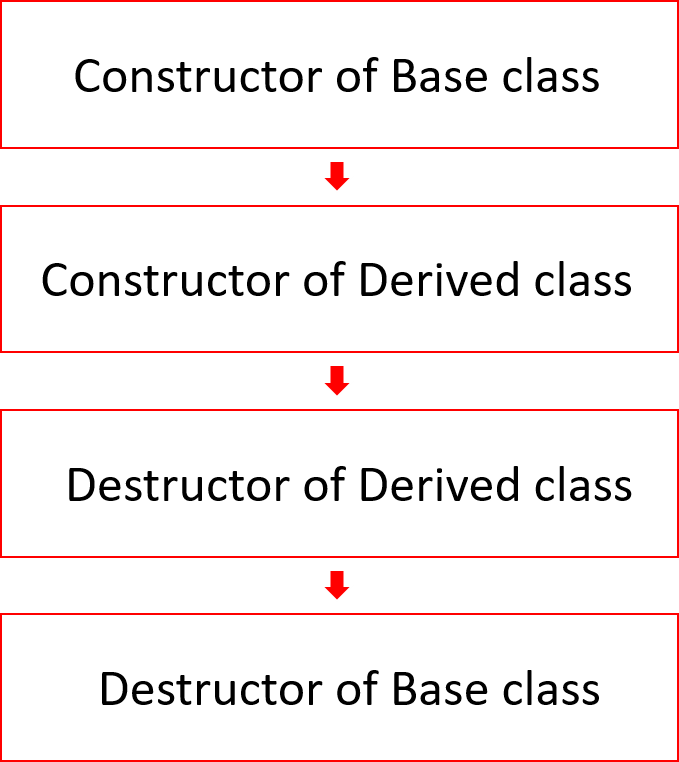 Constructor of Base class
Constructor of Derived class
Destructor of Derived class
Destructor of Base class